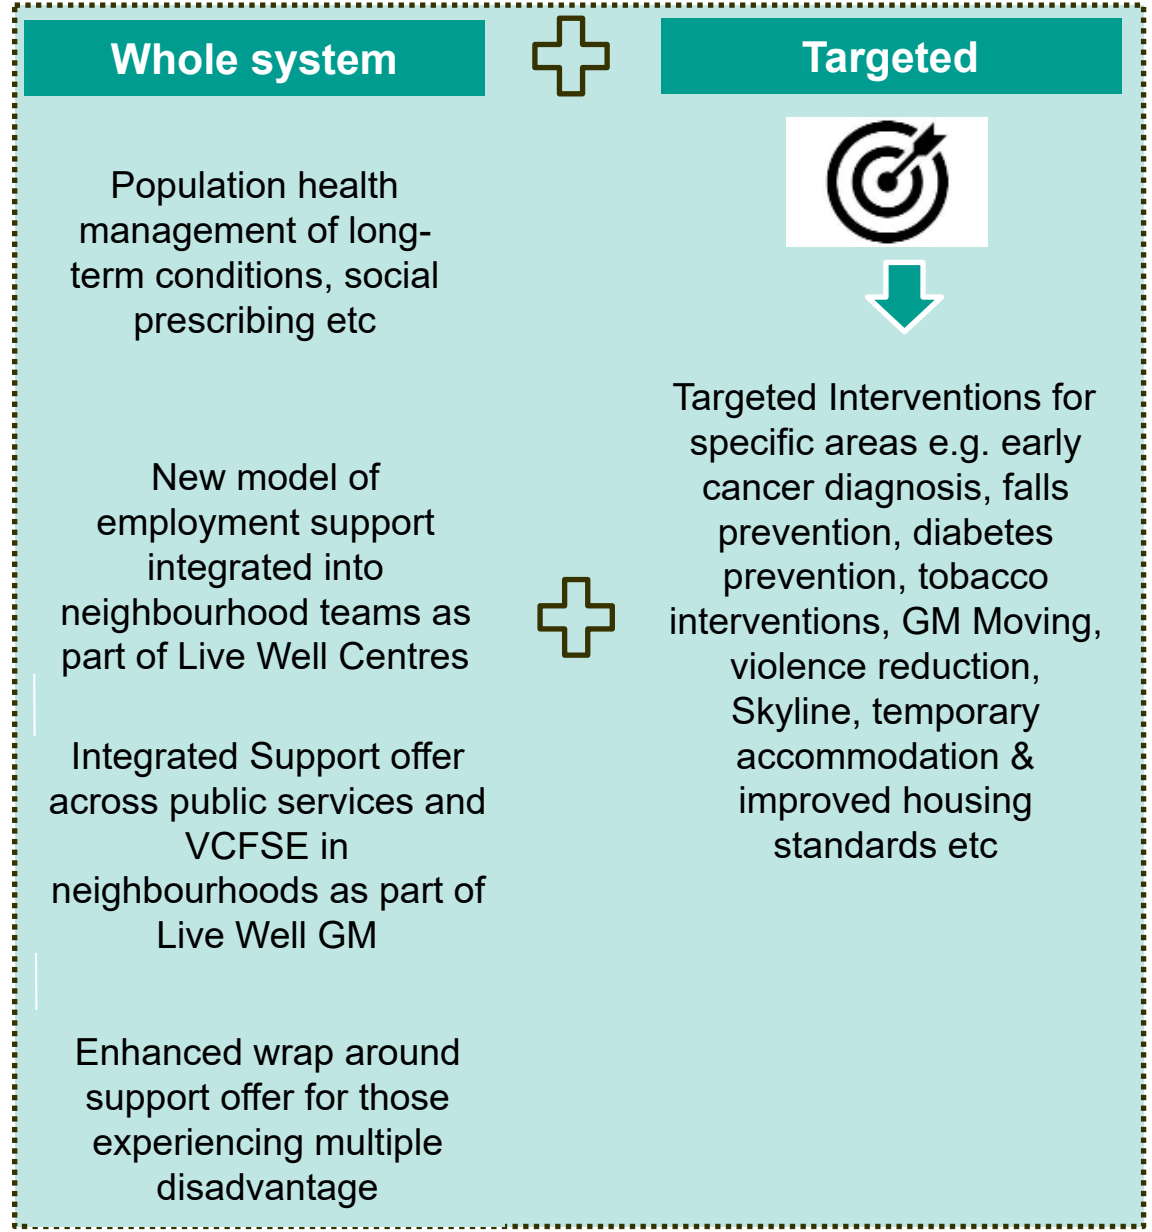 Whole system
Population health
management of long-
term conditions, social
prescribing etc
New model of
employment support
integrated into
neighbourhood teams as
part of Live Well Centres
Integrated Support offer
across public services and
VCFSE in
neighbourhoods as part of
Live Well GM
Enhanced wrap around
support offer for those
experiencing multiple
disadvantage
Targeted
Targeted Interventions for
specific areas e.g. early
cancer diagnosis, falls
prevention, diabetes
prevention, tobacco
interventions, GM Moving,
violence reduction,
Skyline, temporary
accommodation &
improved housing
standards etc